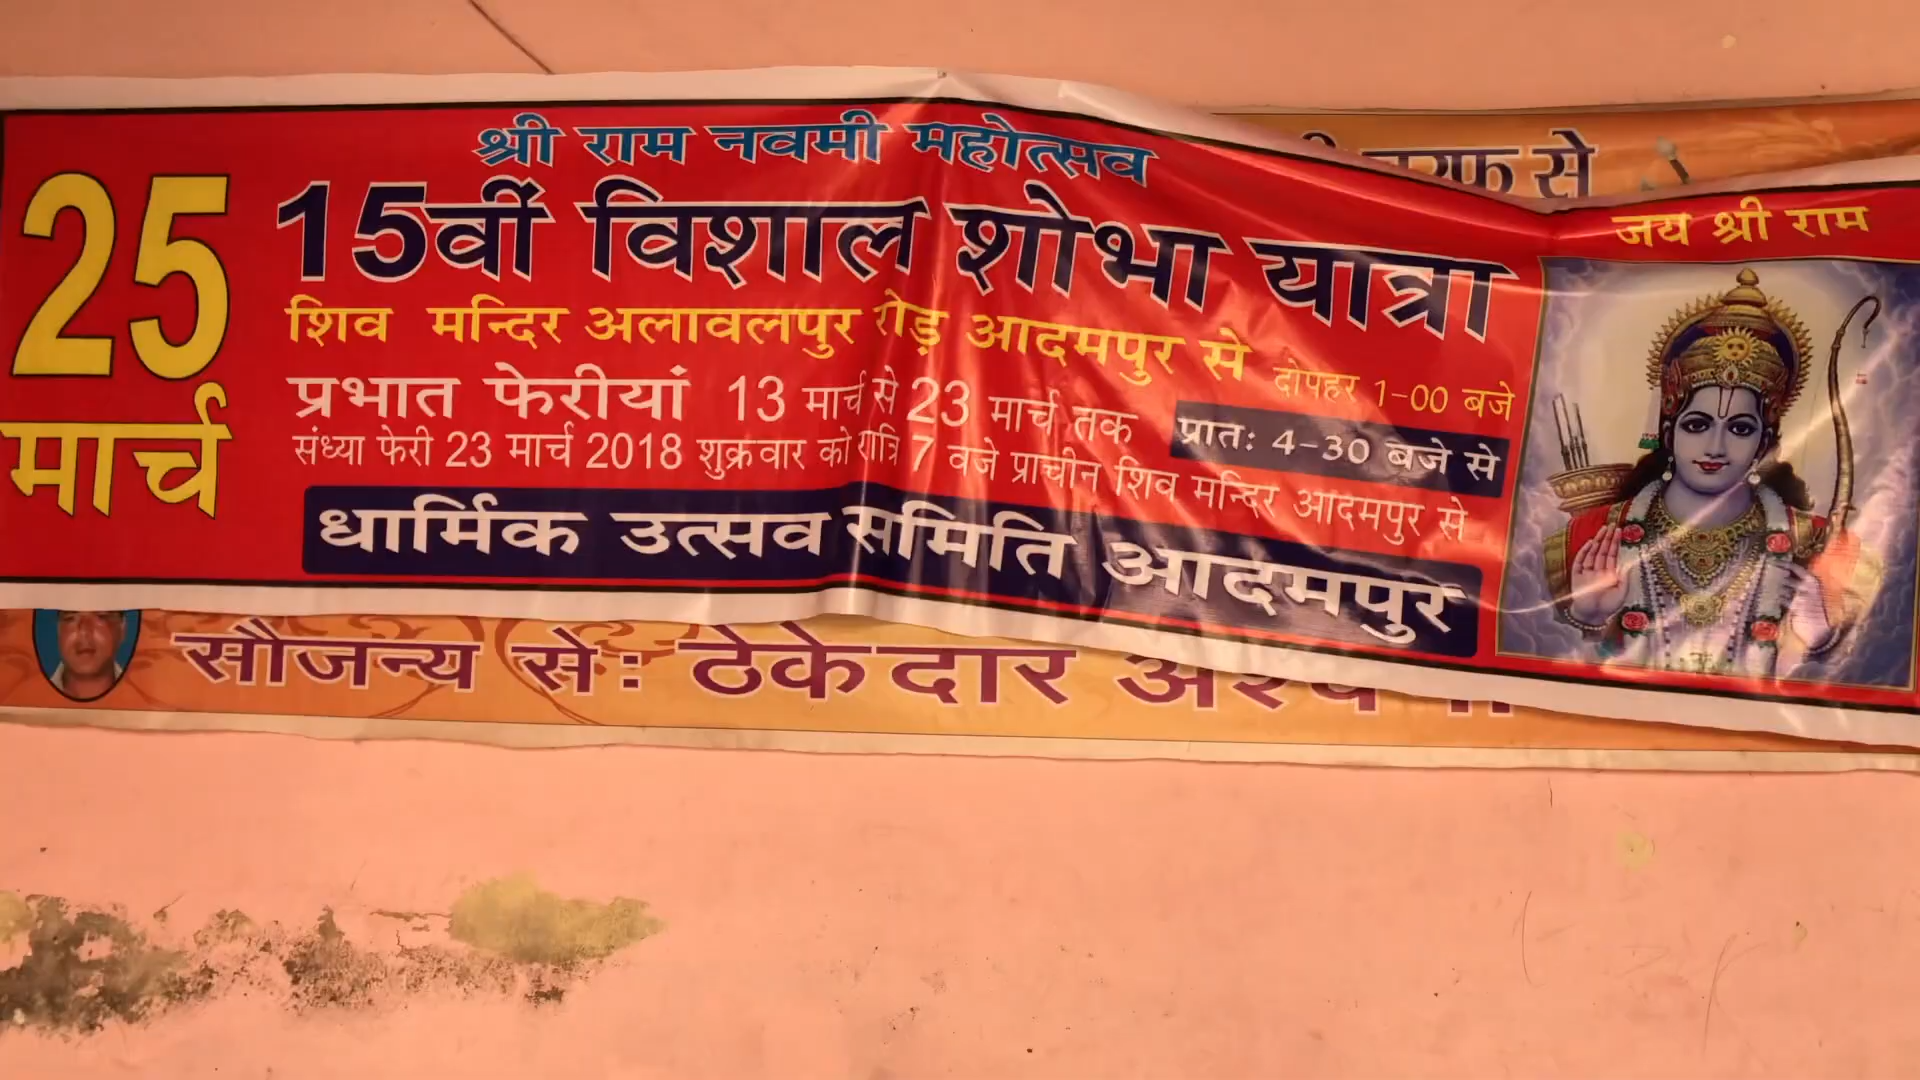 श्री राम नवमी महोत्सव
25 मार्च
15वीं विशाल शोभा यात्रा
शिव मन्दिर अलावलपुर रोड़ आदमपुर से दोपहर 1-00 बजे
प्रभात फेरीयां 13 मार्च से 23 मार्च तक प्रातः 4-30 बजे से
संध्या फेरी 23 मार्च 2018 शुक्रवार को रात्रि 7 वजे प्राचीन शिव मन्दिर आदमपुर से
धार्मिक उत्सव समिति आदमपुर
जय श्री राम
से
सौजन्य से: ठेकेदार